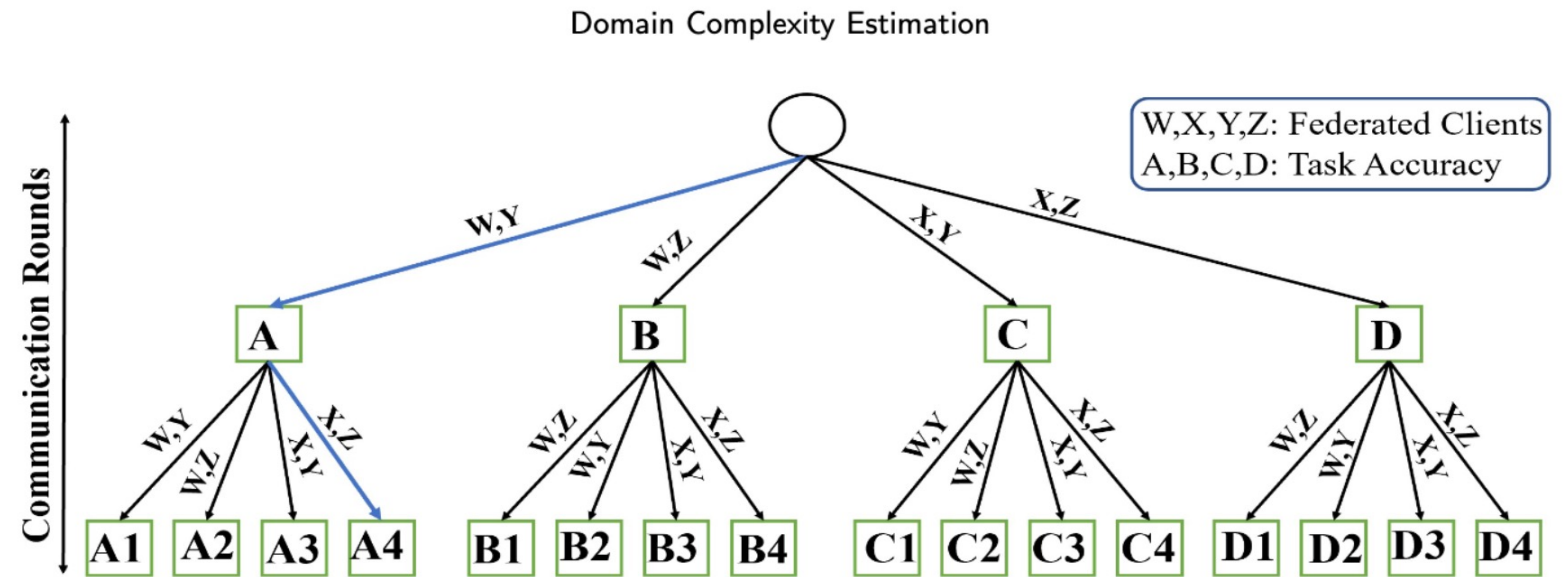 Domain Complexity Estimation
W,X,Y,Z: Federated Clients
A,B,C,D: Task Accuracy
Communication Rounds
W,Y
W,Z
X,Y
X,Z
A
B
C
D
W,Y
W,Z
X,Y
X,Z
W,Z
W,Y
X,Y
X,Z
W,Y
W,Z
X,Y
X,Z
W,Z
W,Y
X,Y
X,Z
A1
A2
A3
A4
B1
B2
B3
B4
C1
C2
C3
C4
D1
D2
D3
D4